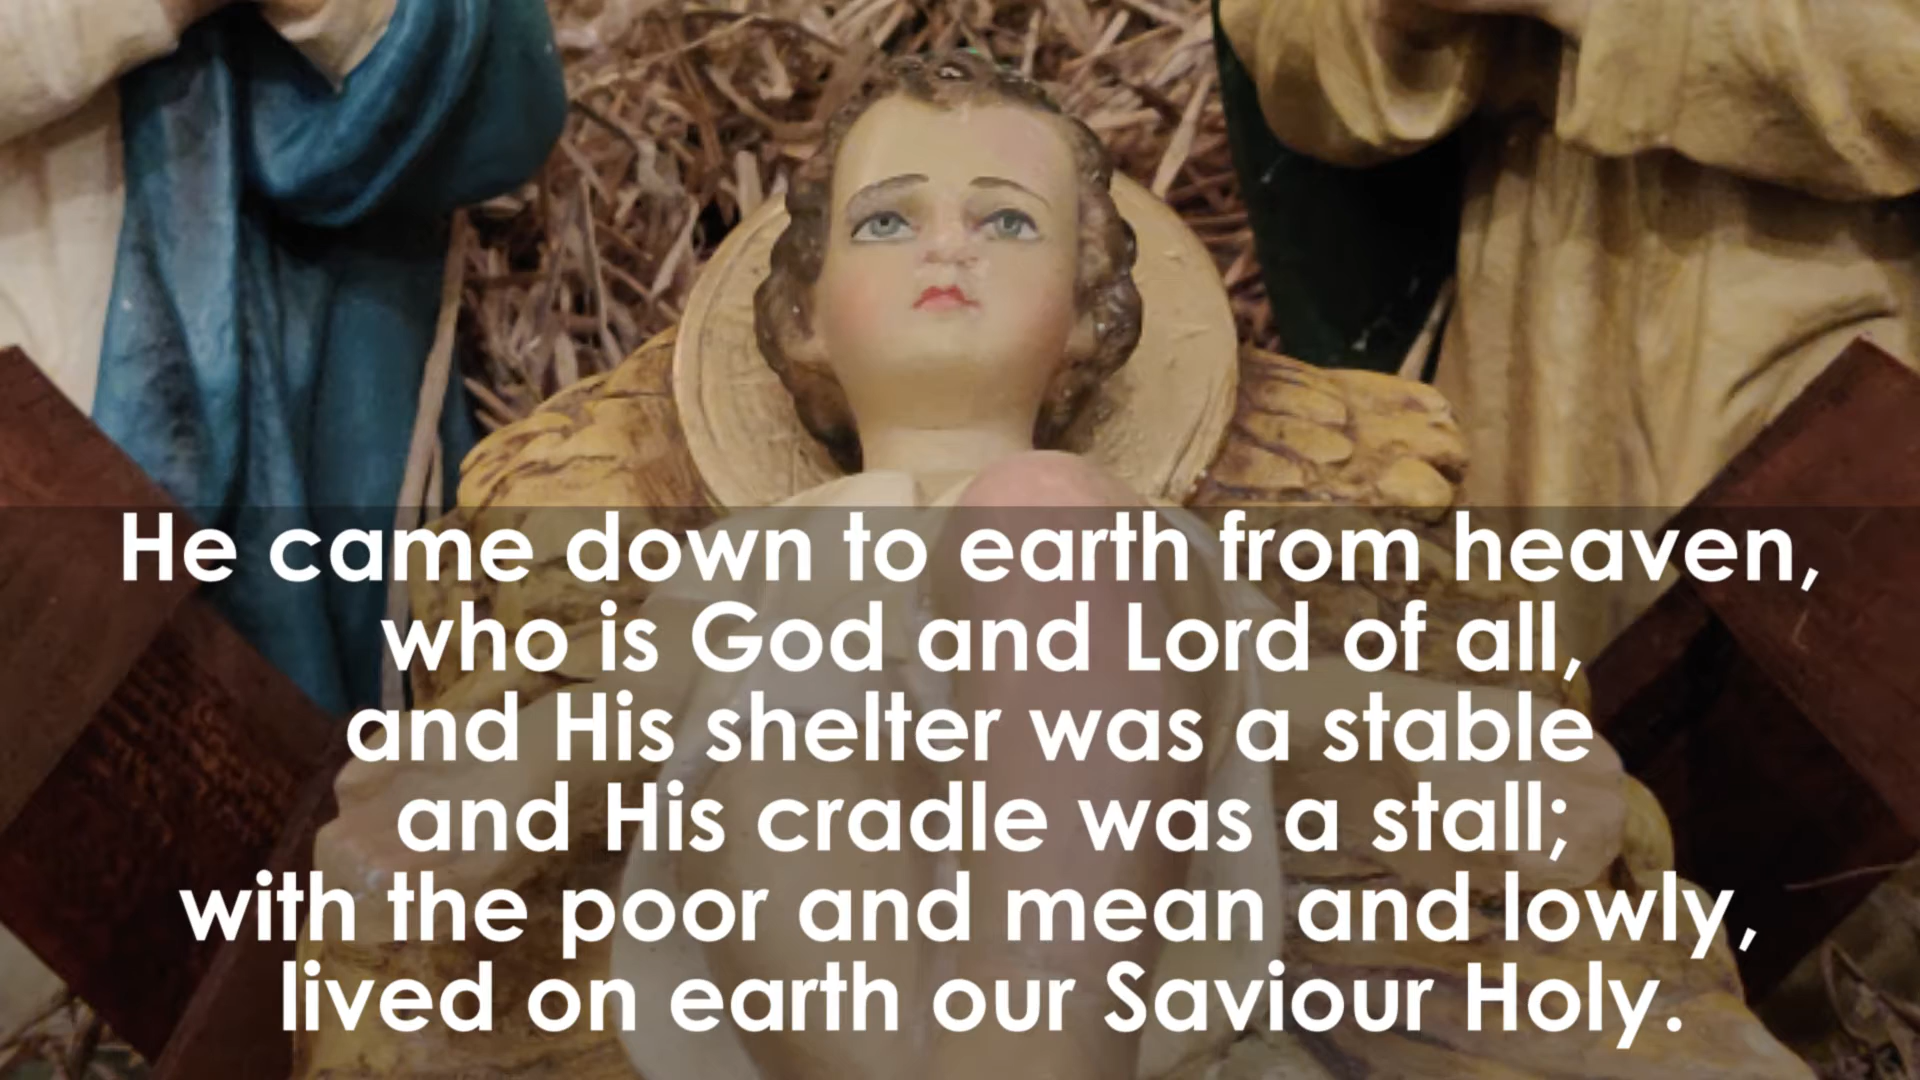 He came down to earth from heaven,
who is God and Lord of all,
and His shelter was a stable
and His cradle was a stall;
with the poor and mean and lowly,
lived on earth our Saviour Holy.